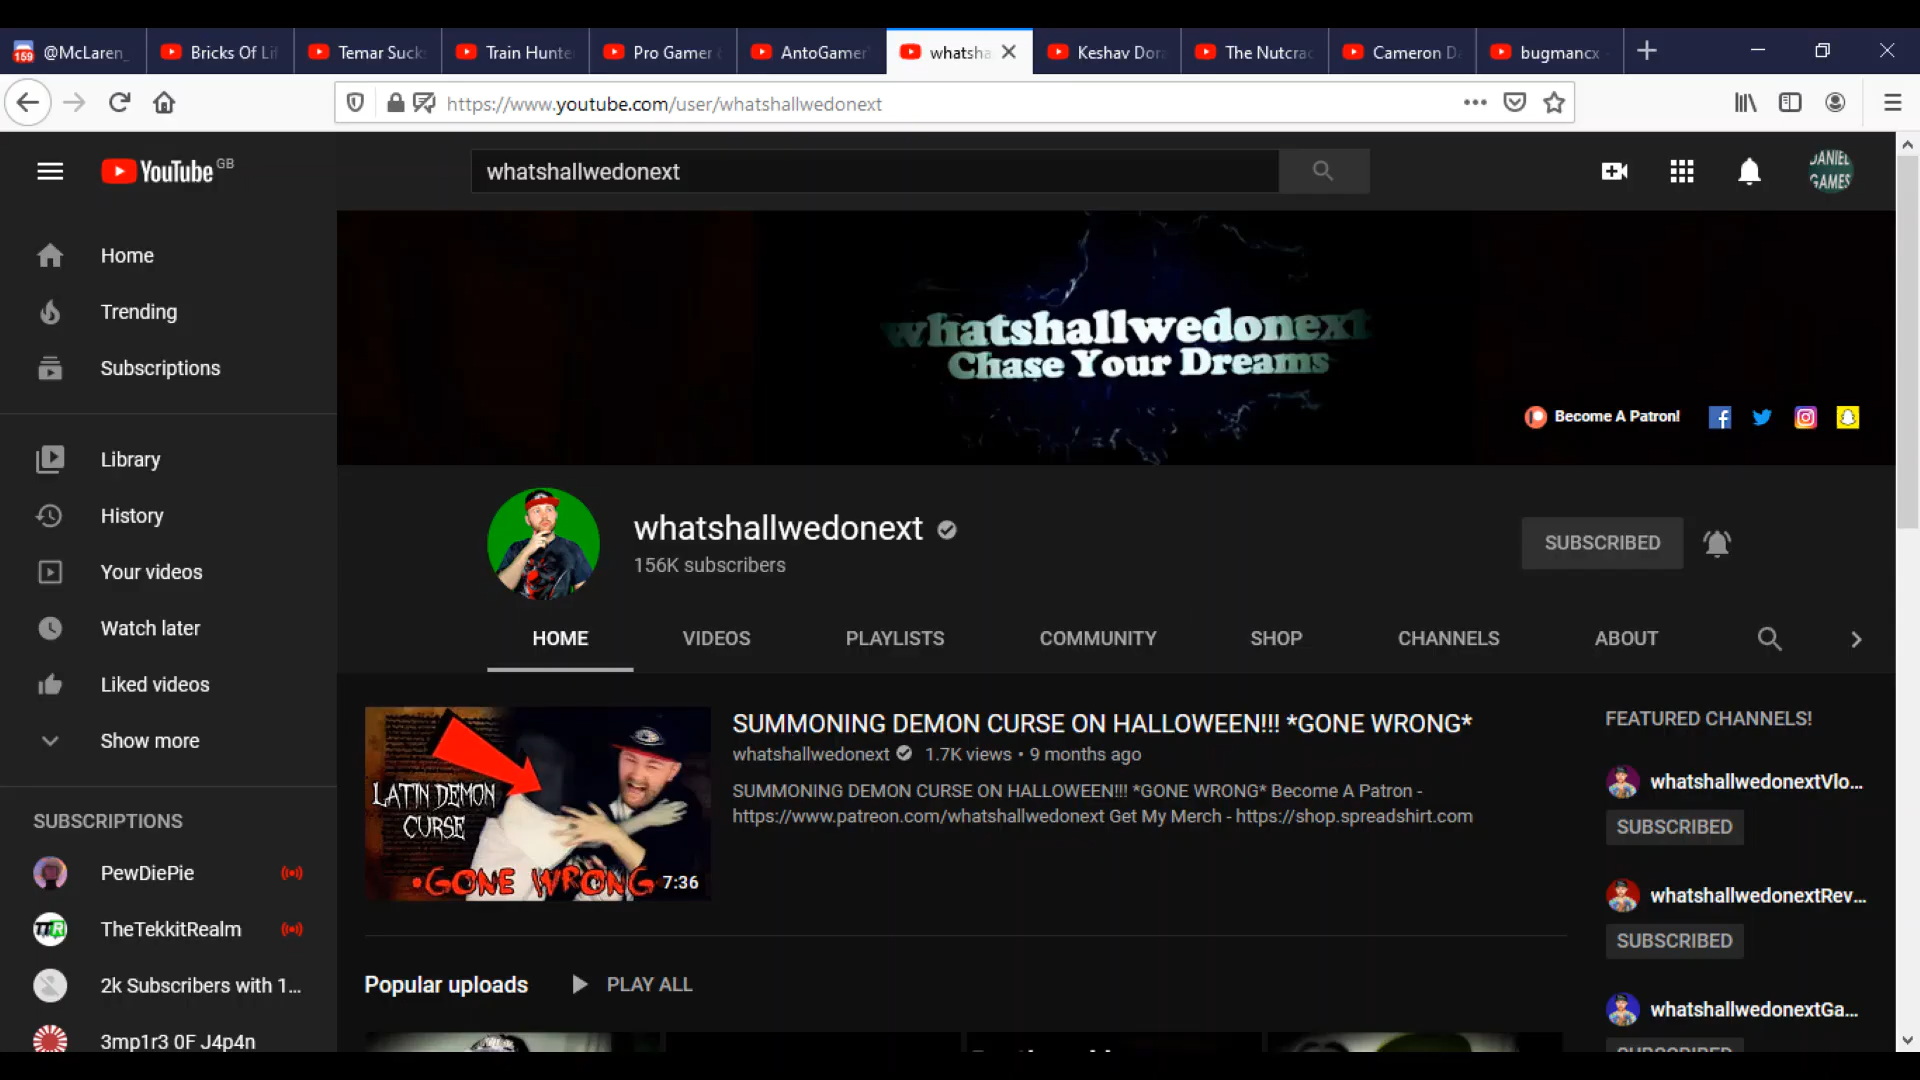 159 @McLaren_
Bricks Of Li
Temar Suck
Train Hunte
Pro Gamer
AntoGamer
whatsha
Keshav Dor
The Nutcrac
Cameron D
bugmancx
https://www.youtube.com/user/whatshallwedonext
YouTube GB
whatshallwedonext
DANIEL
GAMES
Home
Trending
Subscriptions
Library
History
Your videos
Watch later
Liked videos
Show more
SUBSCRIPTIONS
PewDiePie
TheTekkitRealm
2k Subscribers with 1...
3mp1r3 0F J4p4n
whatshallwedonext
Chase Your Dreams
Become A Patron!
whatshallwedonext
156K subscribers
SUBSCRIBED
HOME
VIDEOS
PLAYLISTS
COMMUNITY
SHOP
CHANNELS
ABOUT
LATIN DEMON
CURSE
GONE WRONG
7:36
SUMMONING DEMON CURSE ON HALLOWEEN!!! *GONE WRONG*
whatshallwedonext 1.7K views • 9 months ago
SUMMONING DEMON CURSE ON HALLOWEEN!!! *GONE WRONG* Become A Patron -
https://www.patreon.com/whatshallwedonext Get My Merch - https://shop.spreadshirt.com
Popular uploads
PLAY ALL
FEATURED CHANNELS!
whatshallwedonextVlo...
SUBSCRIBED
whatshallwedonextRev...
SUBSCRIBED
whatshallwedonextGa...
SUBSCRIBED